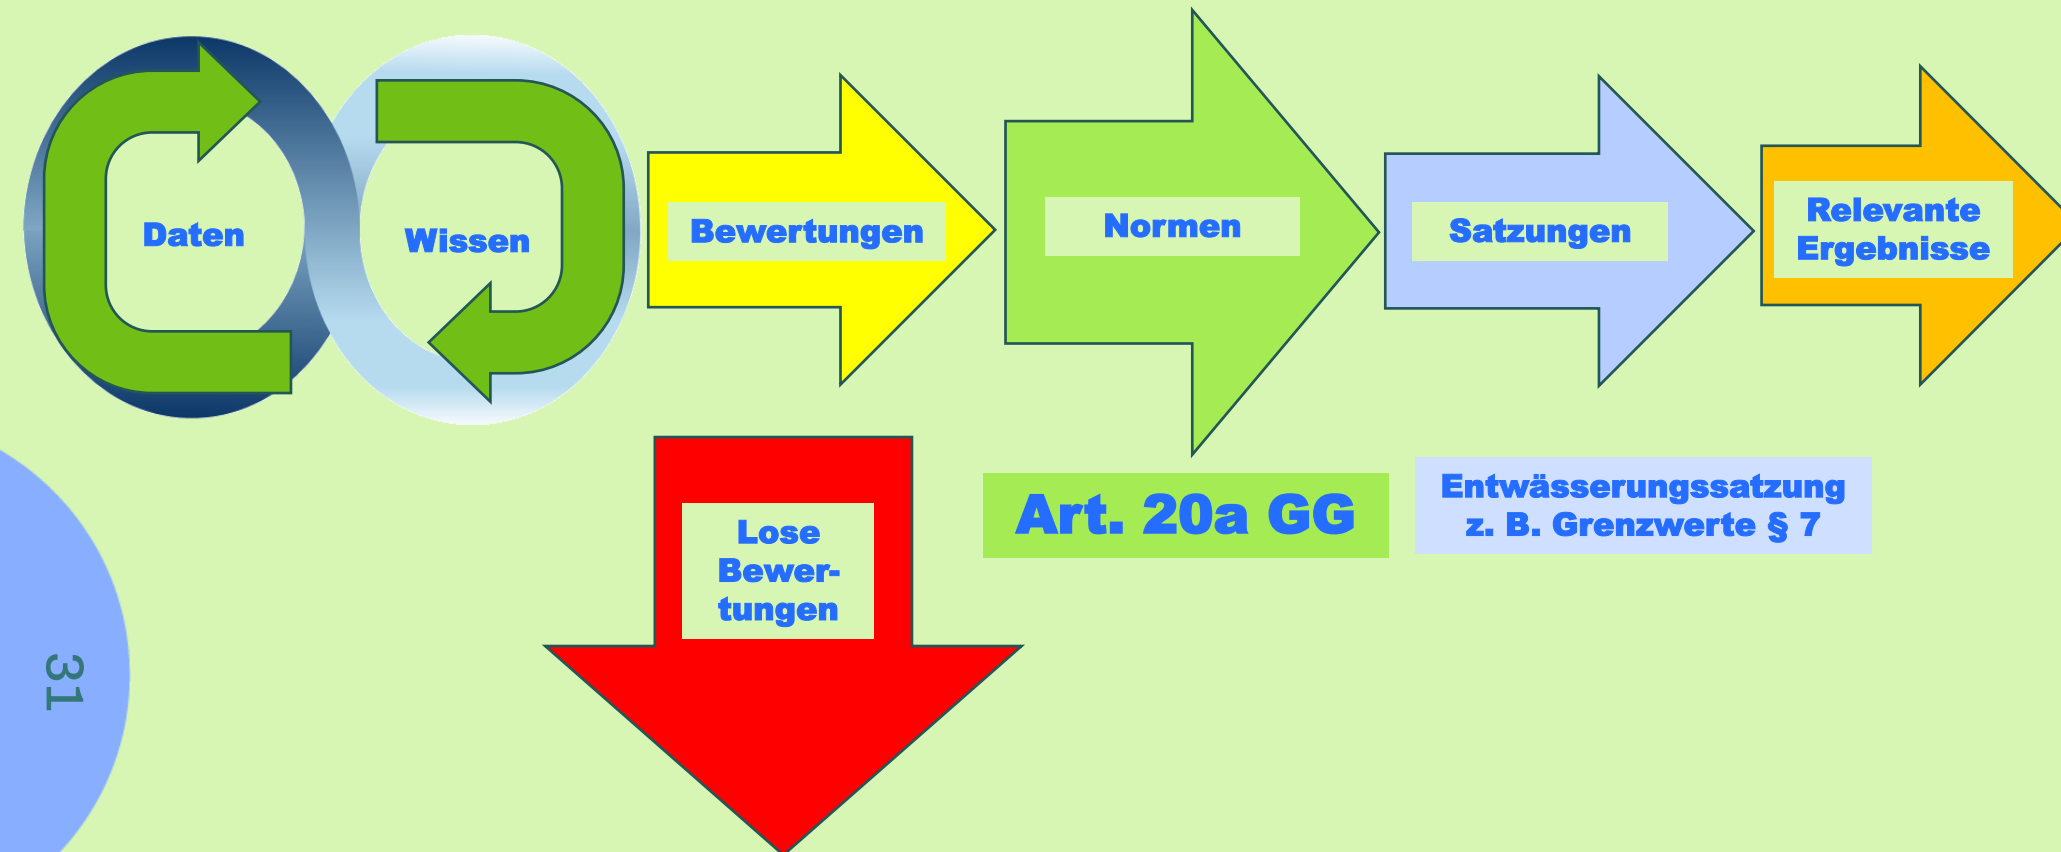 Daten
Wissen
Bewertungen
Normen
Satzungen
Relevante
Ergebnisse
Lose
Bewer-
tungen
Art. 20a GG
Entwässerungssatzung
z. B. Grenzwerte § 7
31